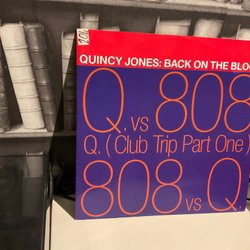 QUINCY JONES: BACK ON THE BLO
Q. vs 808
Q. (Club Trip Part One)
808 vs Q.